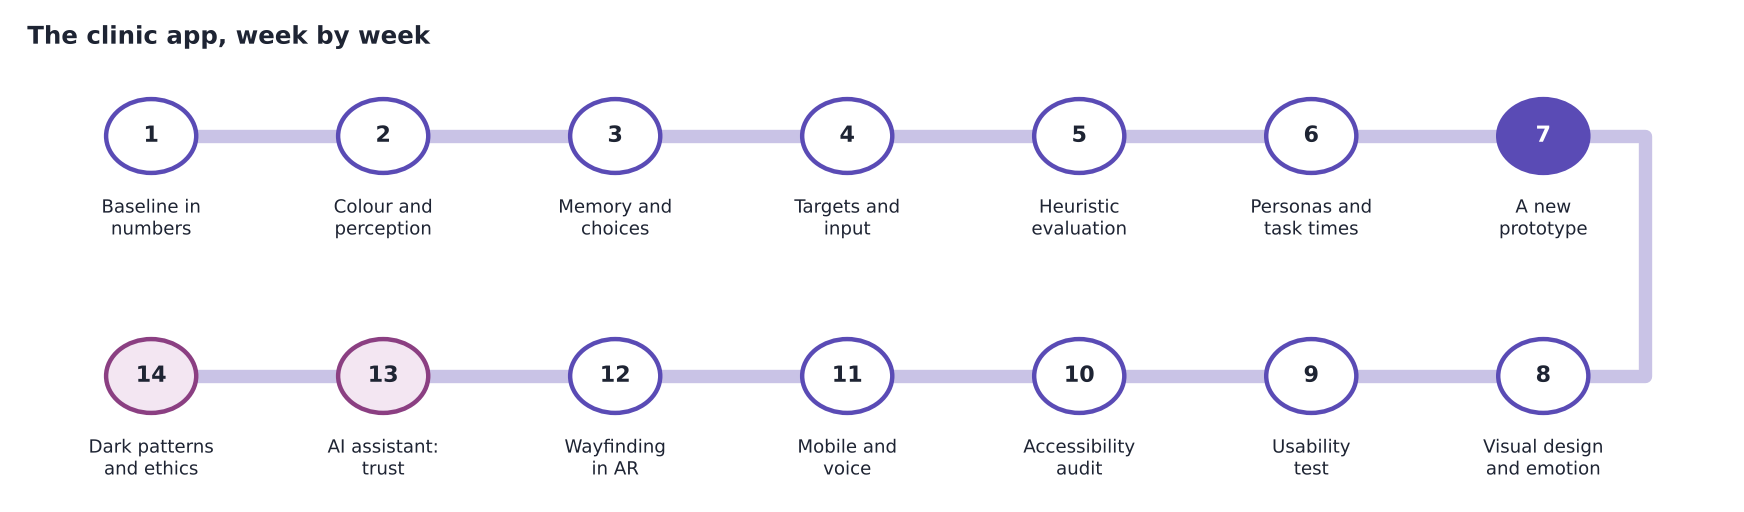 The clinic app, week by week
1
2
3
4
5
6
7
Baseline in
numbers
Colour and
perception
Memory and
choices
Targets and
input
Heuristic
evaluation
Personas and
task times
A new
prototype
14
13
12
11
10
9
8
Dark patterns
and ethics
AI assistant:
trust
Wayfinding
in AR
Mobile and
voice
Accessibility
audit
Usability
test
Visual design
and emotion